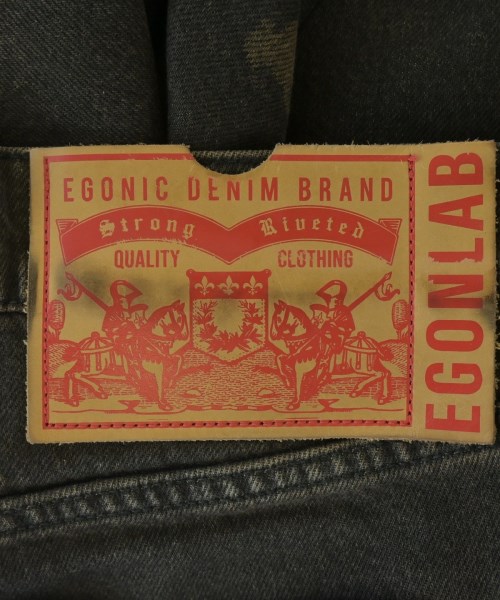 EGONIC DENIM BRAND
Strong Riveted
QUALITY CLOTHING
EGONLAB